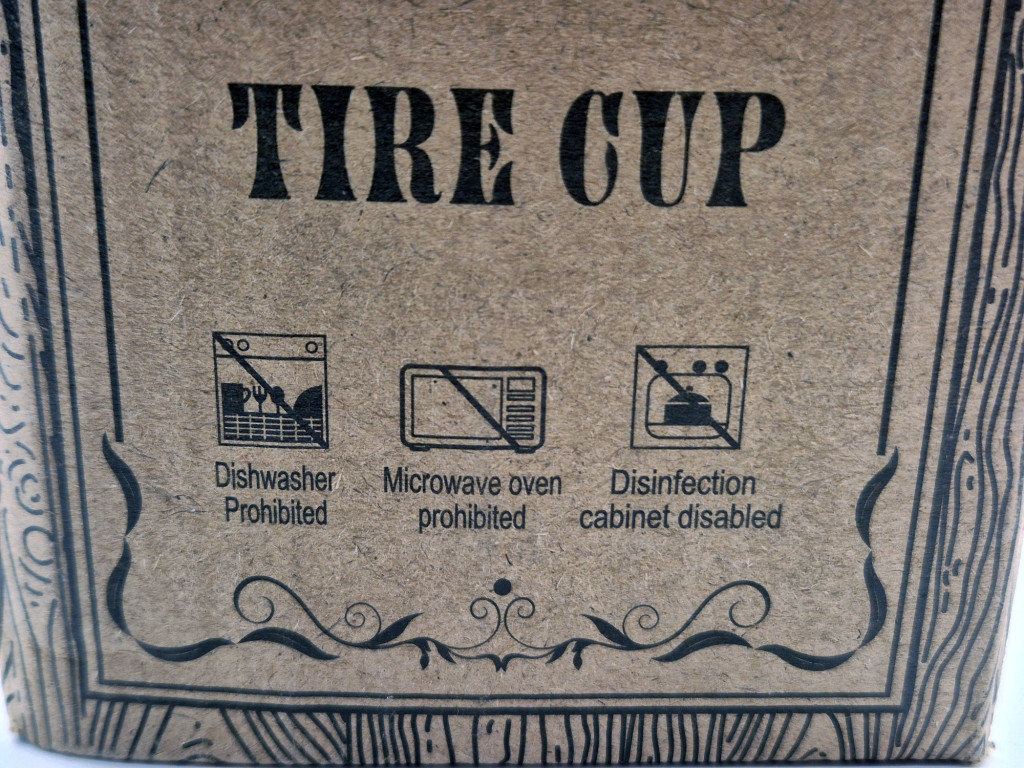 TIRE CUP
Dishwasher
Prohibited
Microwave oven
prohibited
Disinfection
cabinet disabled